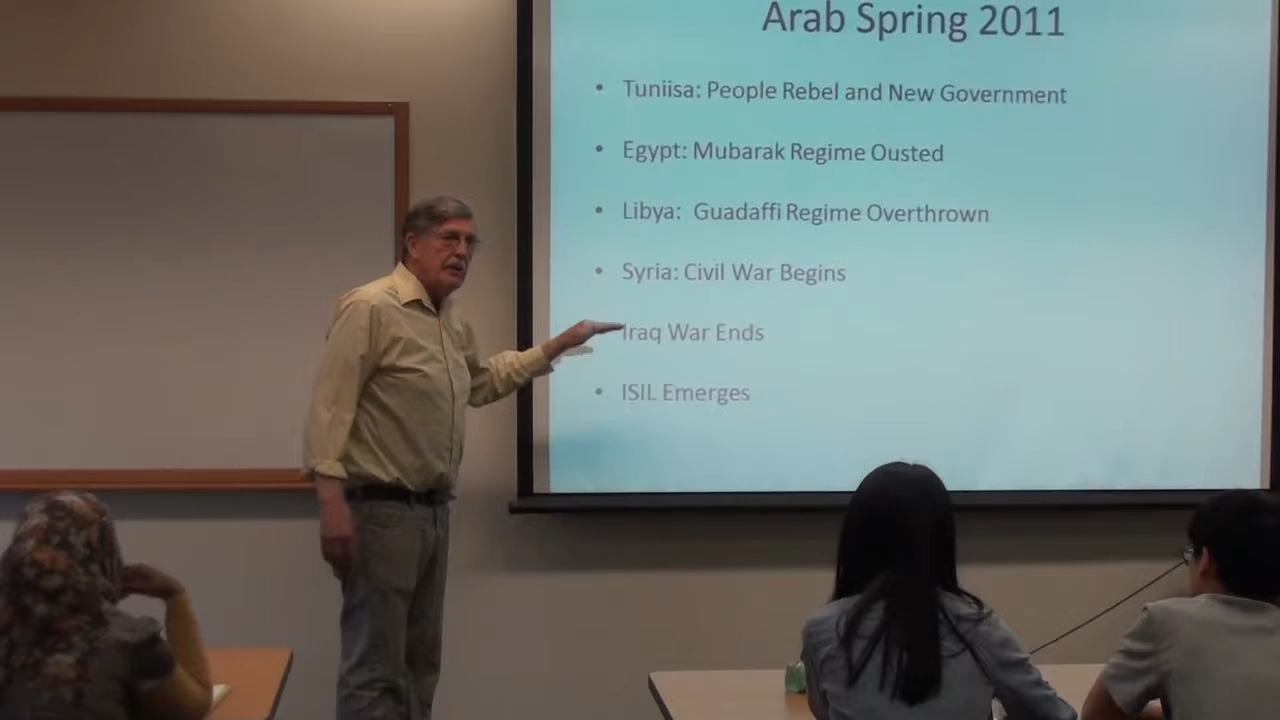 Arab Spring 2011
• Tuniisa: People Rebel and New Government
• Egypt: Mubarak Regime Ousted
• Libya: Guadaffi Regime Overthrown
• Syria: Civil War Begins
Iraq War Ends
• ISIL Emerges